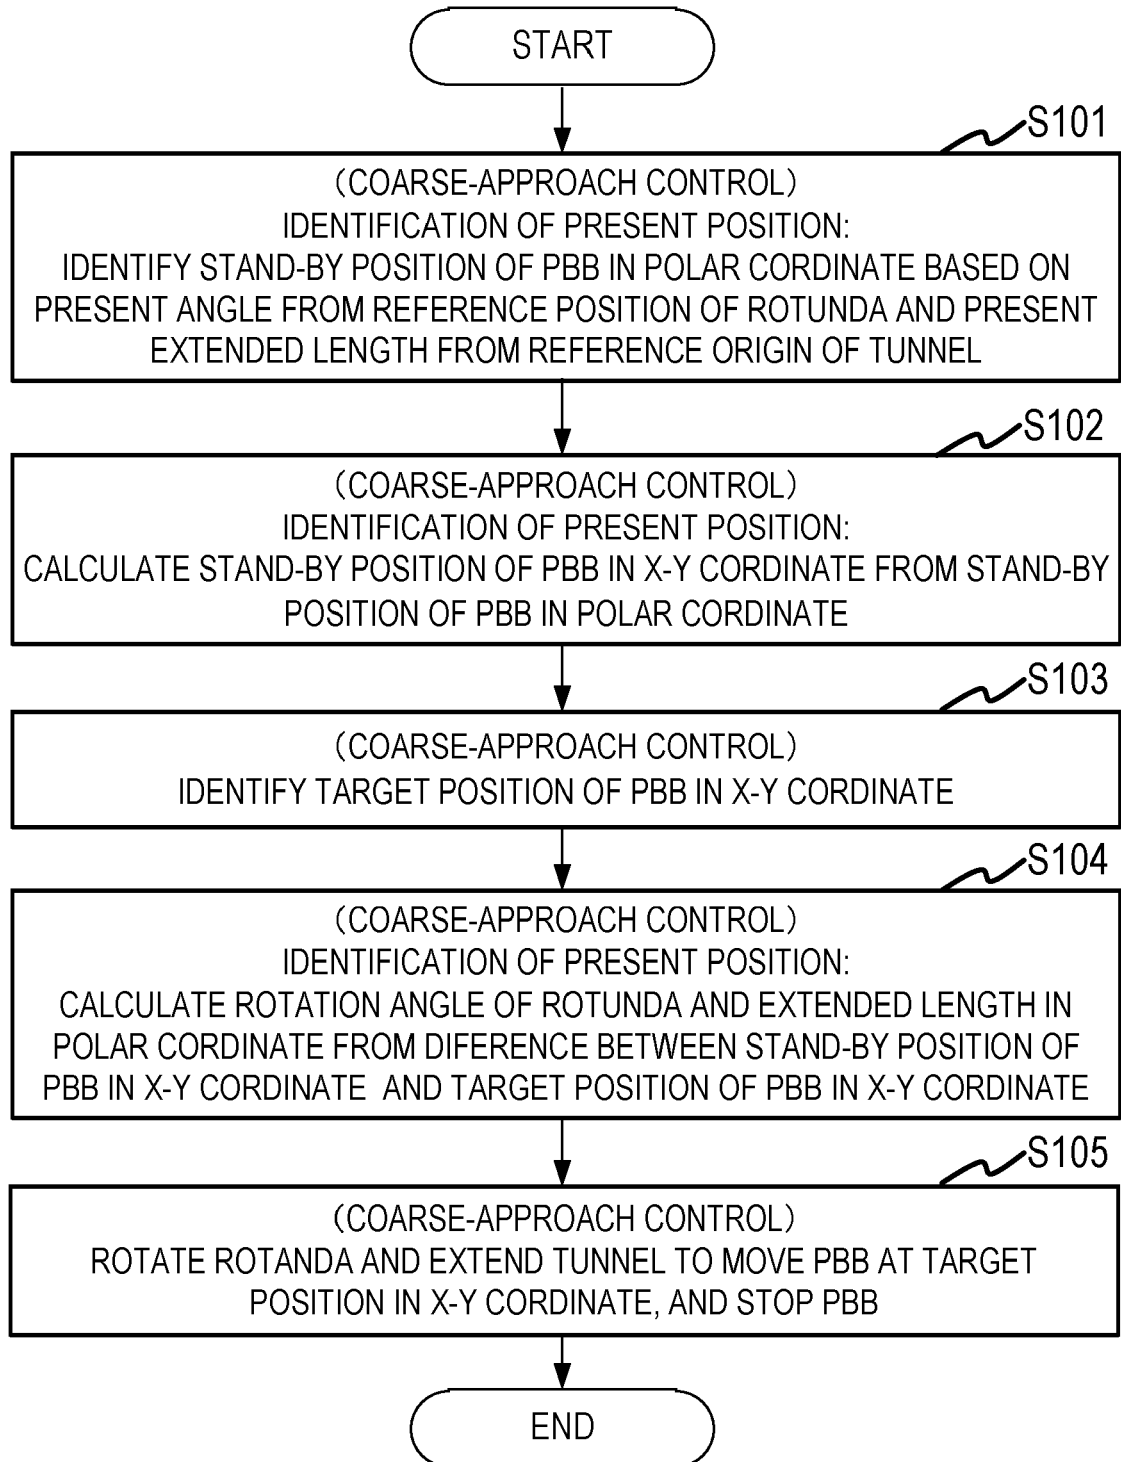 START
S101
(COARSE-APPROACH CONTROL)
IDENTIFICATION OF PRESENT POSITION:
IDENTIFY STAND-BY POSITION OF PBB IN POLAR CORDINATE BASED ON
PRESENT ANGLE FROM REFERENCE POSITION OF ROTUNDA AND PRESENT
EXTENDED LENGTH FROM REFERENCE ORIGIN OF TUNNEL
S102
(COARSE-APPROACH CONTROL)
IDENTIFICATION OF PRESENT POSITION:
CALCULATE STAND-BY POSITION OF PBB IN X-Y CORDINATE FROM STAND-BY
POSITION OF PBB IN POLAR CORDINATE
S103
(COARSE-APPROACH CONTROL)
IDENTIFY TARGET POSITION OF PBB IN X-Y CORDINATE
S104
(COARSE-APPROACH CONTROL)
IDENTIFICATION OF PRESENT POSITION:
CALCULATE ROTATION ANGLE OF ROTUNDA AND EXTENDED LENGTH IN
POLAR CORDINATE FROM DIFERENCE BETWEEN STAND-BY POSITION OF
PBB IN X-Y CORDINATE AND TARGET POSITION OF PBB IN X-Y CORDINATE
S105
(COARSE-APPROACH CONTROL)
ROTATE ROTANDA AND EXTEND TUNNEL TO MOVE PBB AT TARGET
POSITION IN X-Y CORDINATE, AND STOP PBB
END